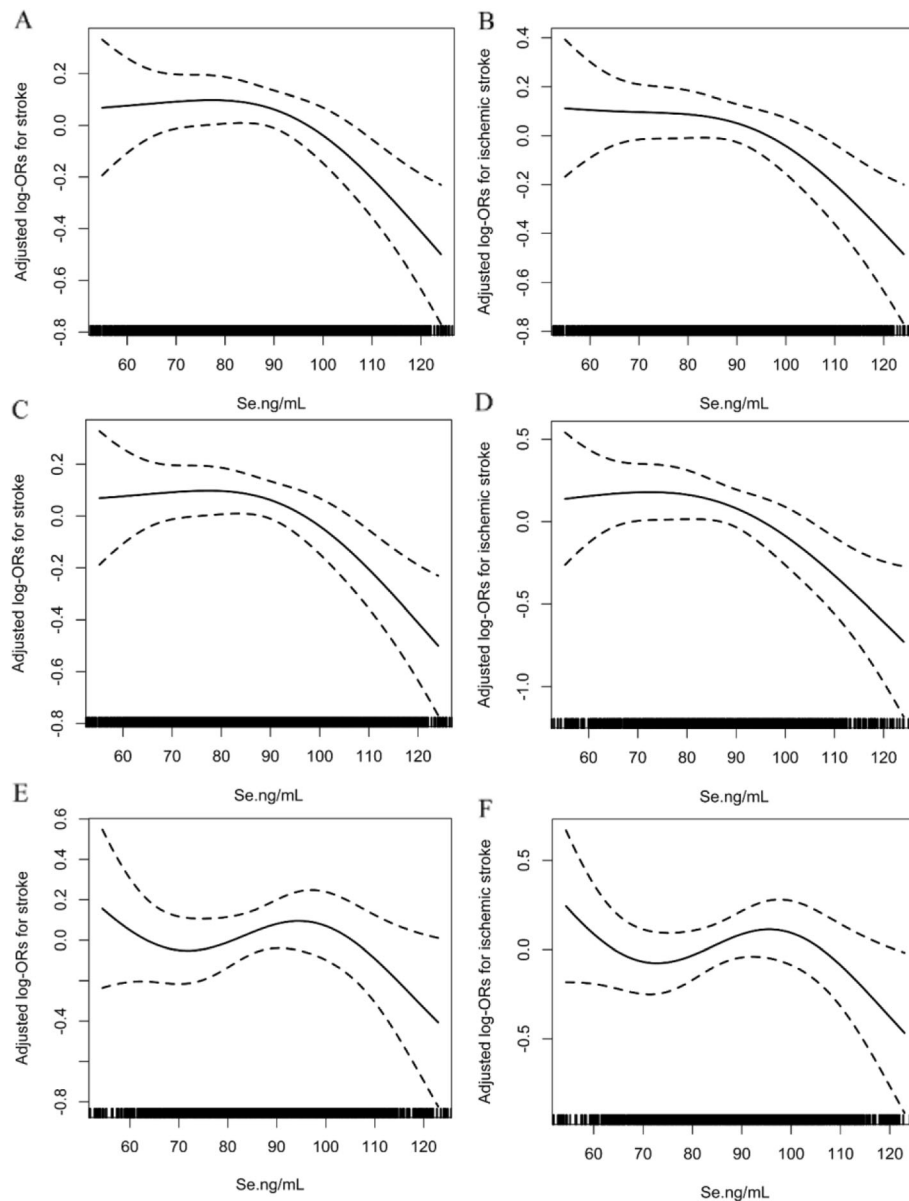 A
Adjusted log-ORs for stroke
0.2
0.0
-0.2
-0.4
-0.6
-0.8
60 70 80 90 100 110 120
Se.ng/mL
B
Adjusted log-ORs for ischemic stroke
0.4
0.2
0.0
-0.2
-0.4
-0.6
-0.8
60 70 80 90 100 110 120
Se.ng/mL
C
Adjusted log-ORs for stroke
0.2
0.0
-0.2
-0.4
-0.6
-0.8
60 70 80 90 100 110 120
Se.ng/mL
D
Adjusted log-ORs for ischemic stroke
0.5
0.0
-0.5
-1.0
60 70 80 90 100 110 120
Se.ng/mL
E
Adjusted log-ORs for stroke
0.6
0.4
0.2
0.0
-0.4
-0.8
60 70 80 90 100 110 120
Se.ng/mL
F
Adjusted log-ORs for ischemic stroke
0.5
0.0
-0.5
60 70 80 90 100 110 120
Se.ng/mL